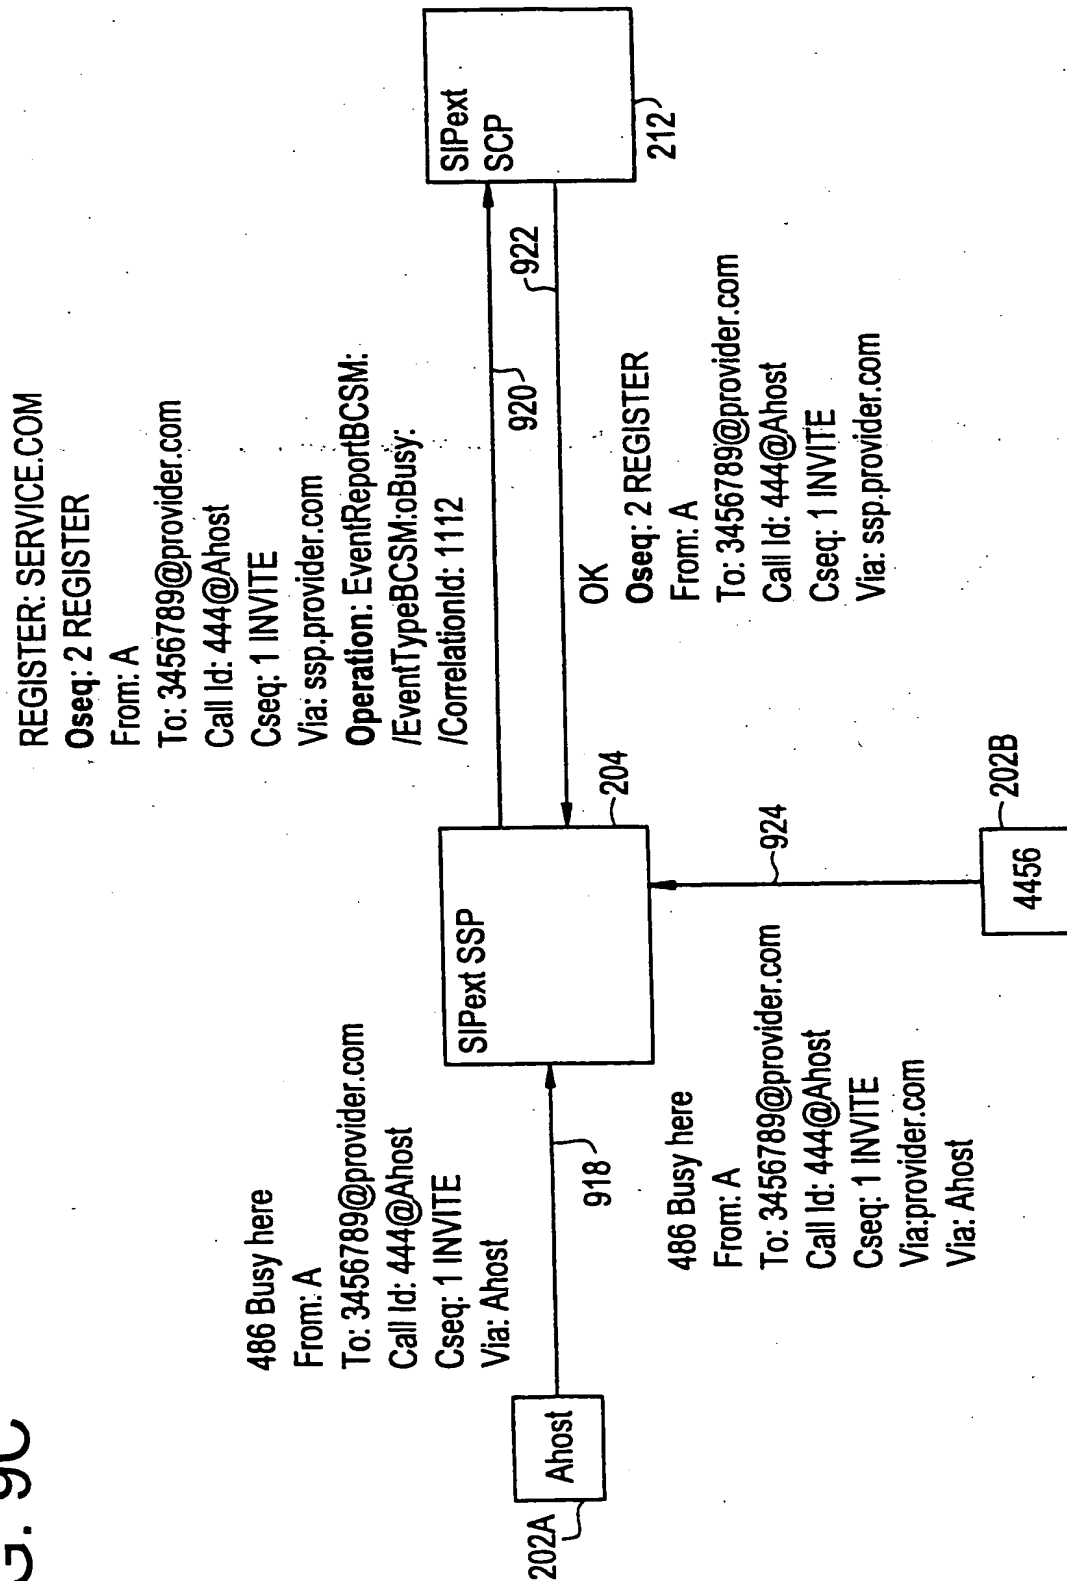 G. 9C
REGISTER: SERVICE.COM
Oseq: 2 REGISTER
From: A
To: 3456789@provider.com
Call Id: 444@Ahost
Cseq: 1 INVITE
Via: ssp.provider.com
Operation: EventReportBCSM:
/EventTypeBCSM:oBusy:
/CorrelationId: 1112
486 Busy here
From: A
To: 3456789@provider.com
Call Id: 444@Ahost
Cseq: 1 INVITE
Via: Ahost
SIPext SSP
204
SIPext
SCP
212
920
922
Ahost
202A
918
OK
Oseq: 2 REGISTER
From: A
To: 3456789@provider.com
Call Id: 444@Ahost
Cseq: 1 INVITE
Via: ssp.provider.com
486 Busy here
From: A
To: 3456789@provider.com
Call Id: 444@Ahost
Cseq: 1 INVITE
Via:provider.com
Via: Ahost
924
4456
202B